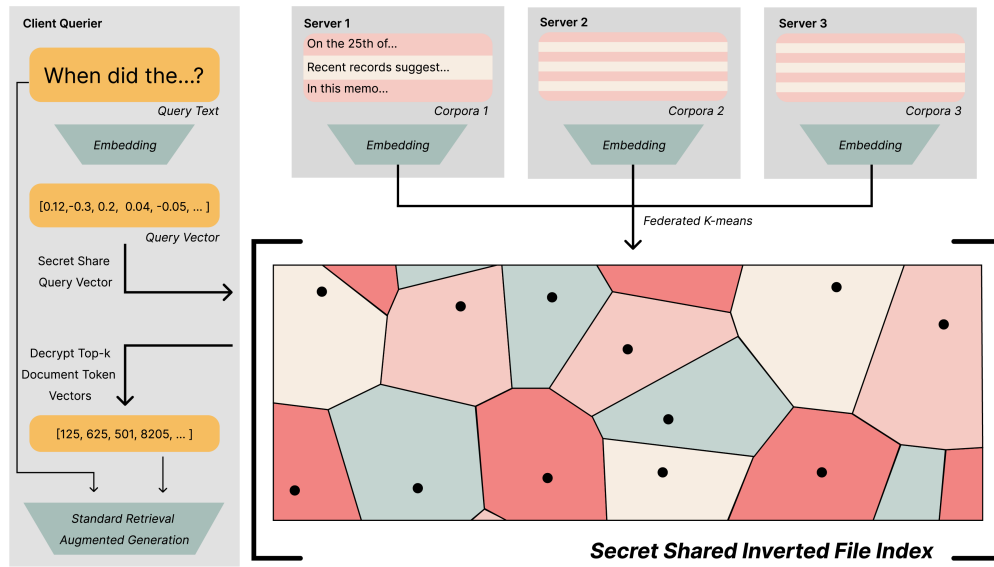 Client Querier
When did the...?
Query Text
Embedding
[0.12,-0.3, 0.2, 0.04, -0.05, ... ]
Query Vector
Secret Share
Query Vector
Decrypt Top-k
Document Token
Vectors
[125, 625, 501, 8205, ... ]
Standard Retrieval
Augmented Generation
Server 1
On the 25th of...
Recent records suggest...
In this memo...
Corpora 1
Embedding
Server 2
Corpora 2
Embedding
Server 3
Corpora 3
Embedding
Federated K-means
Secret Shared Inverted File Index